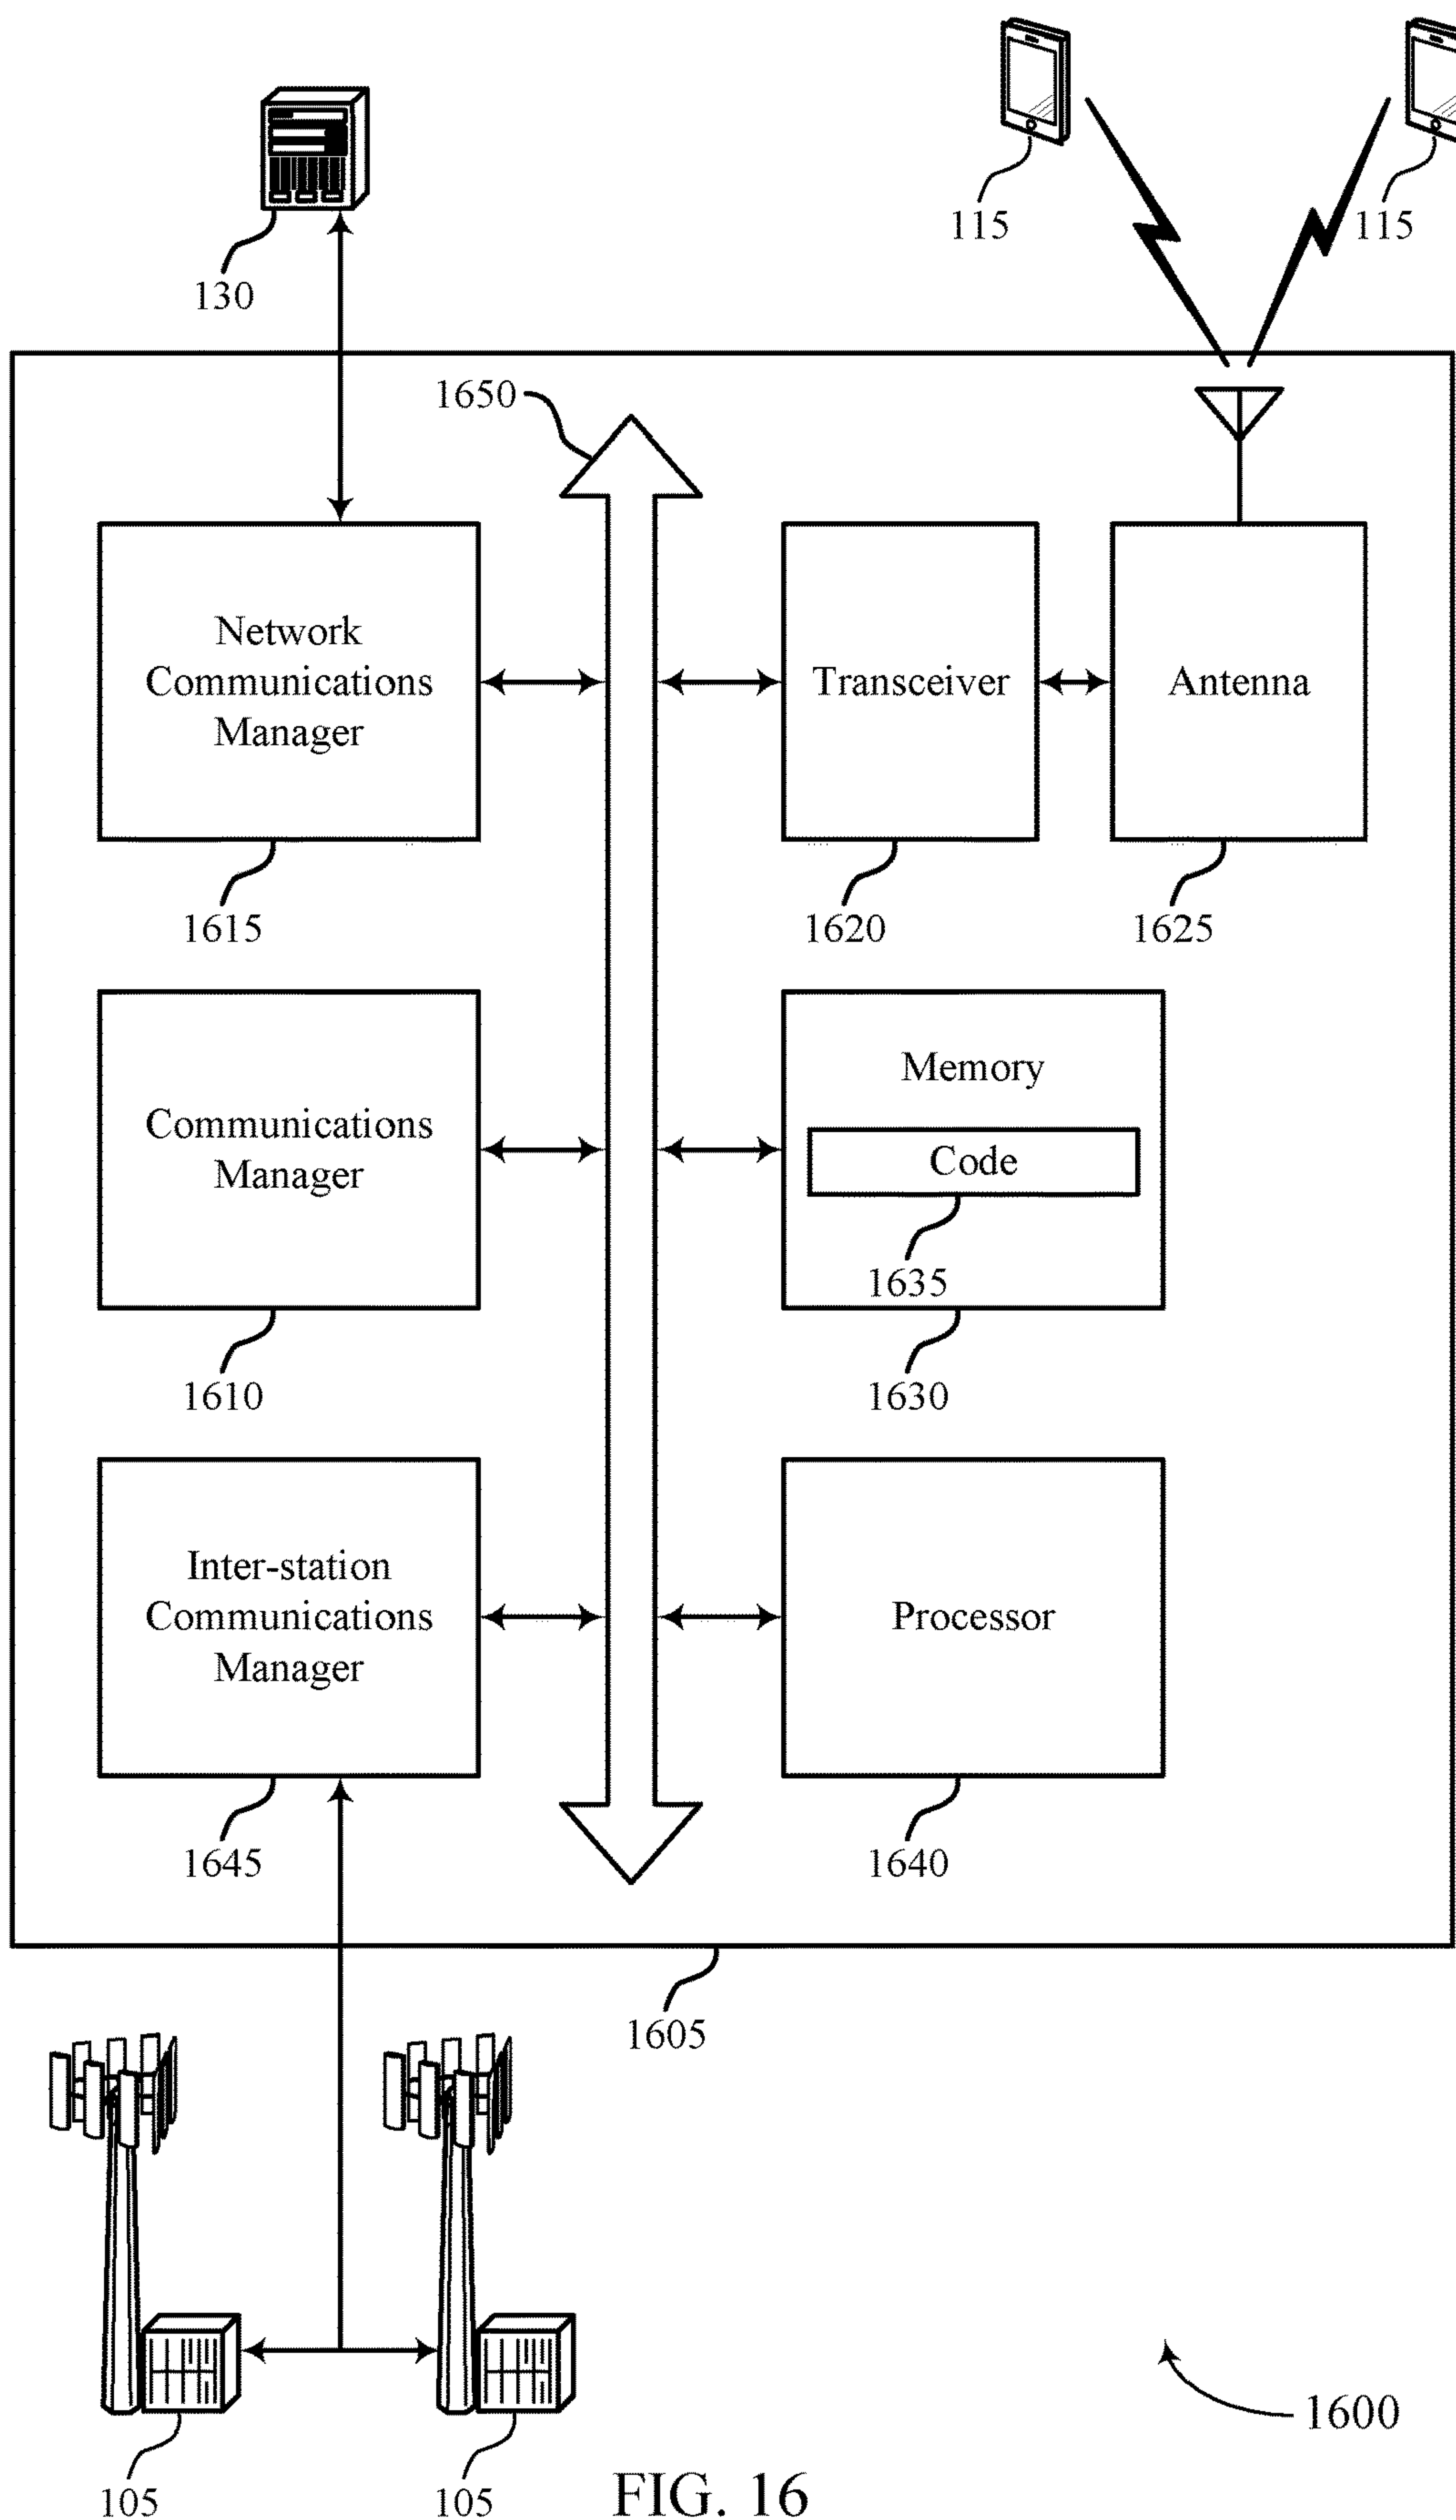 115
115
130
1650
Network
Communications
Manager
Transceiver
Antenna
1615
1620
1625
Communications
Manager
Memory
Code
1635
1610
1630
Inter-station
Communications
Manager
Processor
1645
1640
1605
1600
105
105
FIG. 16